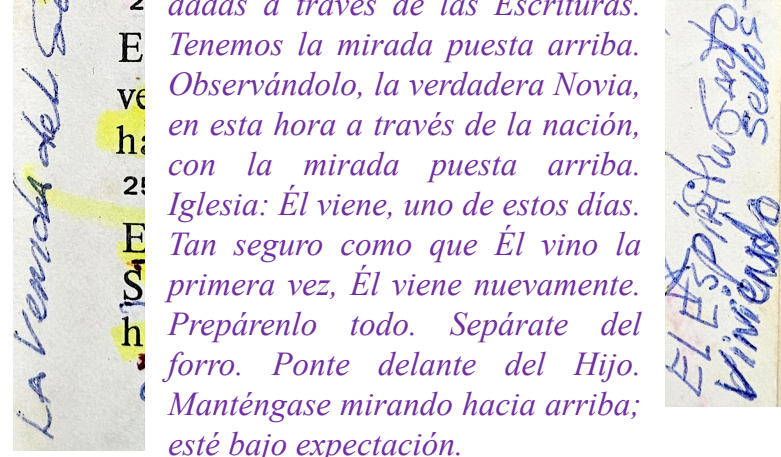 La Venida del
dadas a través de las Escrituras.
Tenemos la mirada puesta arriba.
Observándolo, la verdadera Novia,
en esta hora a través de la nación,
con la mirada puesta arriba.
Iglesia: Él viene, uno de estos días.
Tan seguro como que Él vino la
primera vez, Él viene nuevamente.
Prepárenlo todo. Sepárate del
forro. Ponte delante del Hijo.
Manténgase mirando hacia arriba;
esté bajo expectación.
EL ESPÍRITU SANTO
Viviendo
Sellos